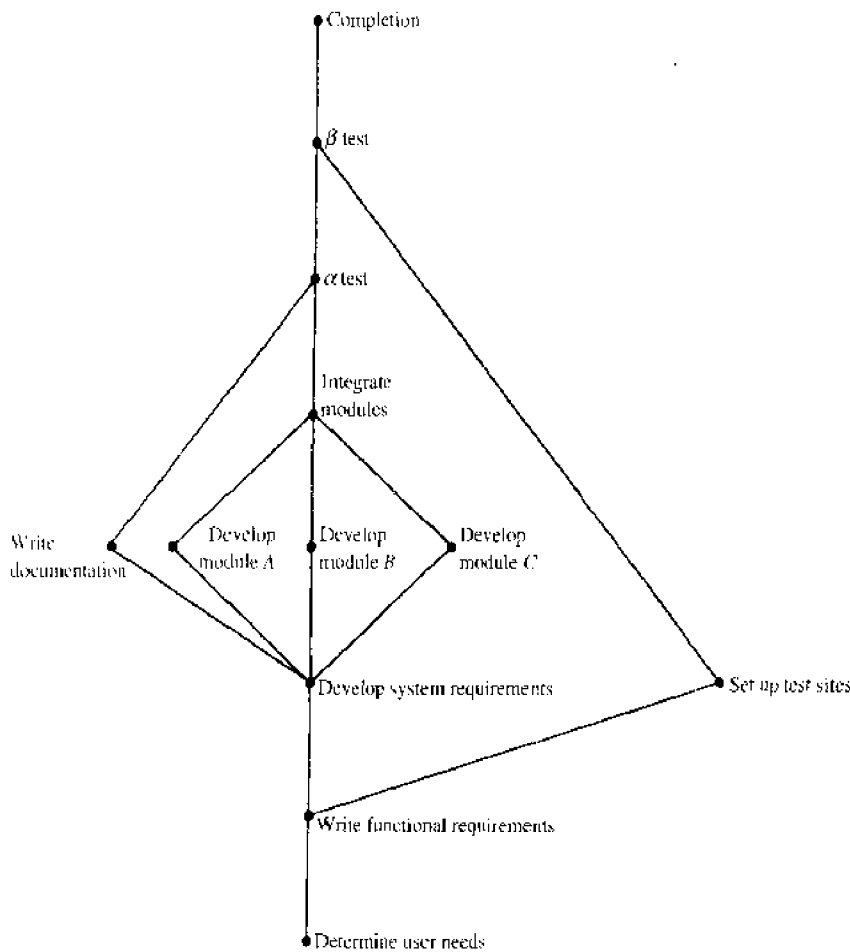 Completion
β test
α test
Integrate
modules
Write
documentation
Develop
module A
Develop
module B
Develop
module C
Develop system requirements
Set up test sites
Write functional requirements
Determine user needs